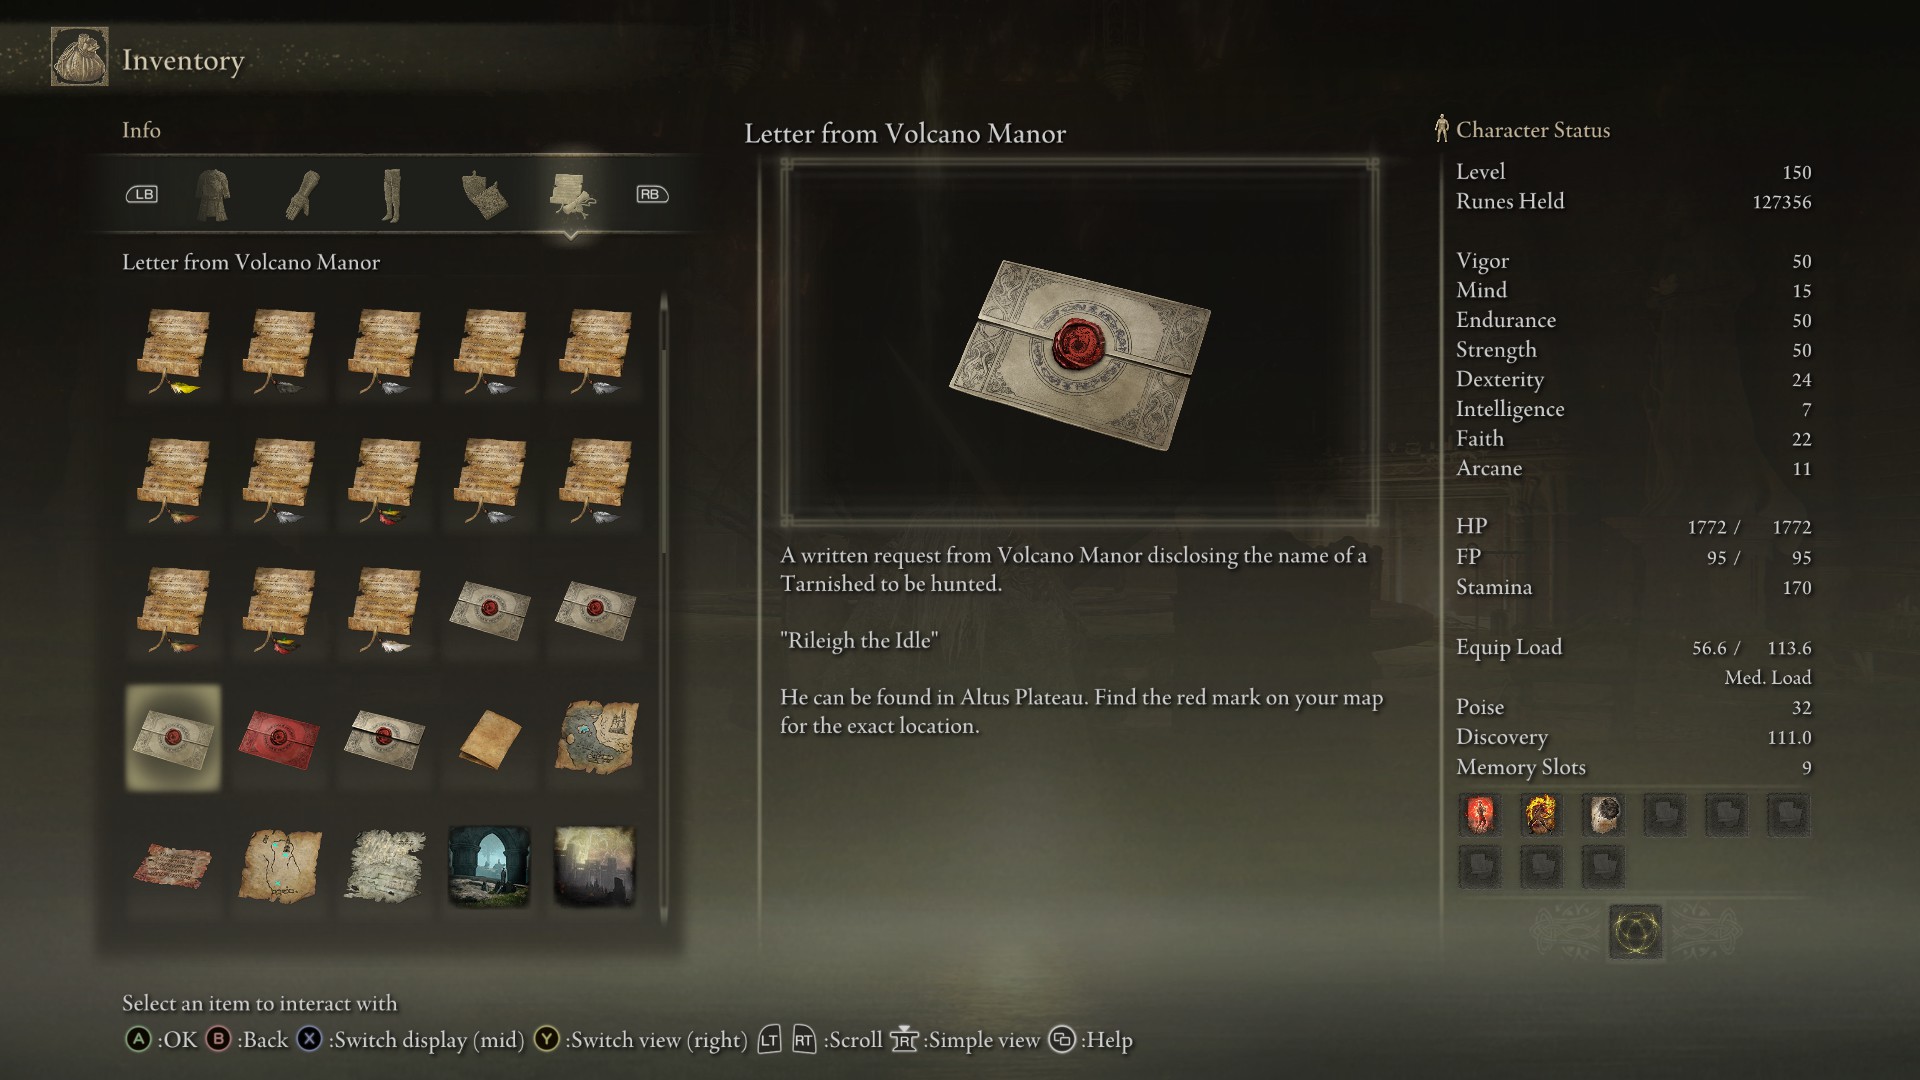 Inventory
Info
LB
RB
Letter from Volcano Manor
Letter from Volcano Manor
A written request from Volcano Manor disclosing the name of a
Tarnished to be hunted.
"Rileigh the Idle"
He can be found in Altus Plateau. Find the red mark on your map
for the exact location.
Character Status
Level 150
Runes Held 127356
Vigor 50
Mind 15
Endurance 50
Strength 50
Dexterity 24
Intelligence 7
Faith 22
Arcane 11
HP 1772 / 1772
FP 95 / 95
Stamina 170
Equip Load 56.6 / 113.6
Med. Load
Poise 32
Discovery 111.0
Memory Slots 9
Select an item to interact with
A :OK B :Back X :Switch display (mid) Y :Switch view (right) LT RT :Scroll R :Simple view :Help